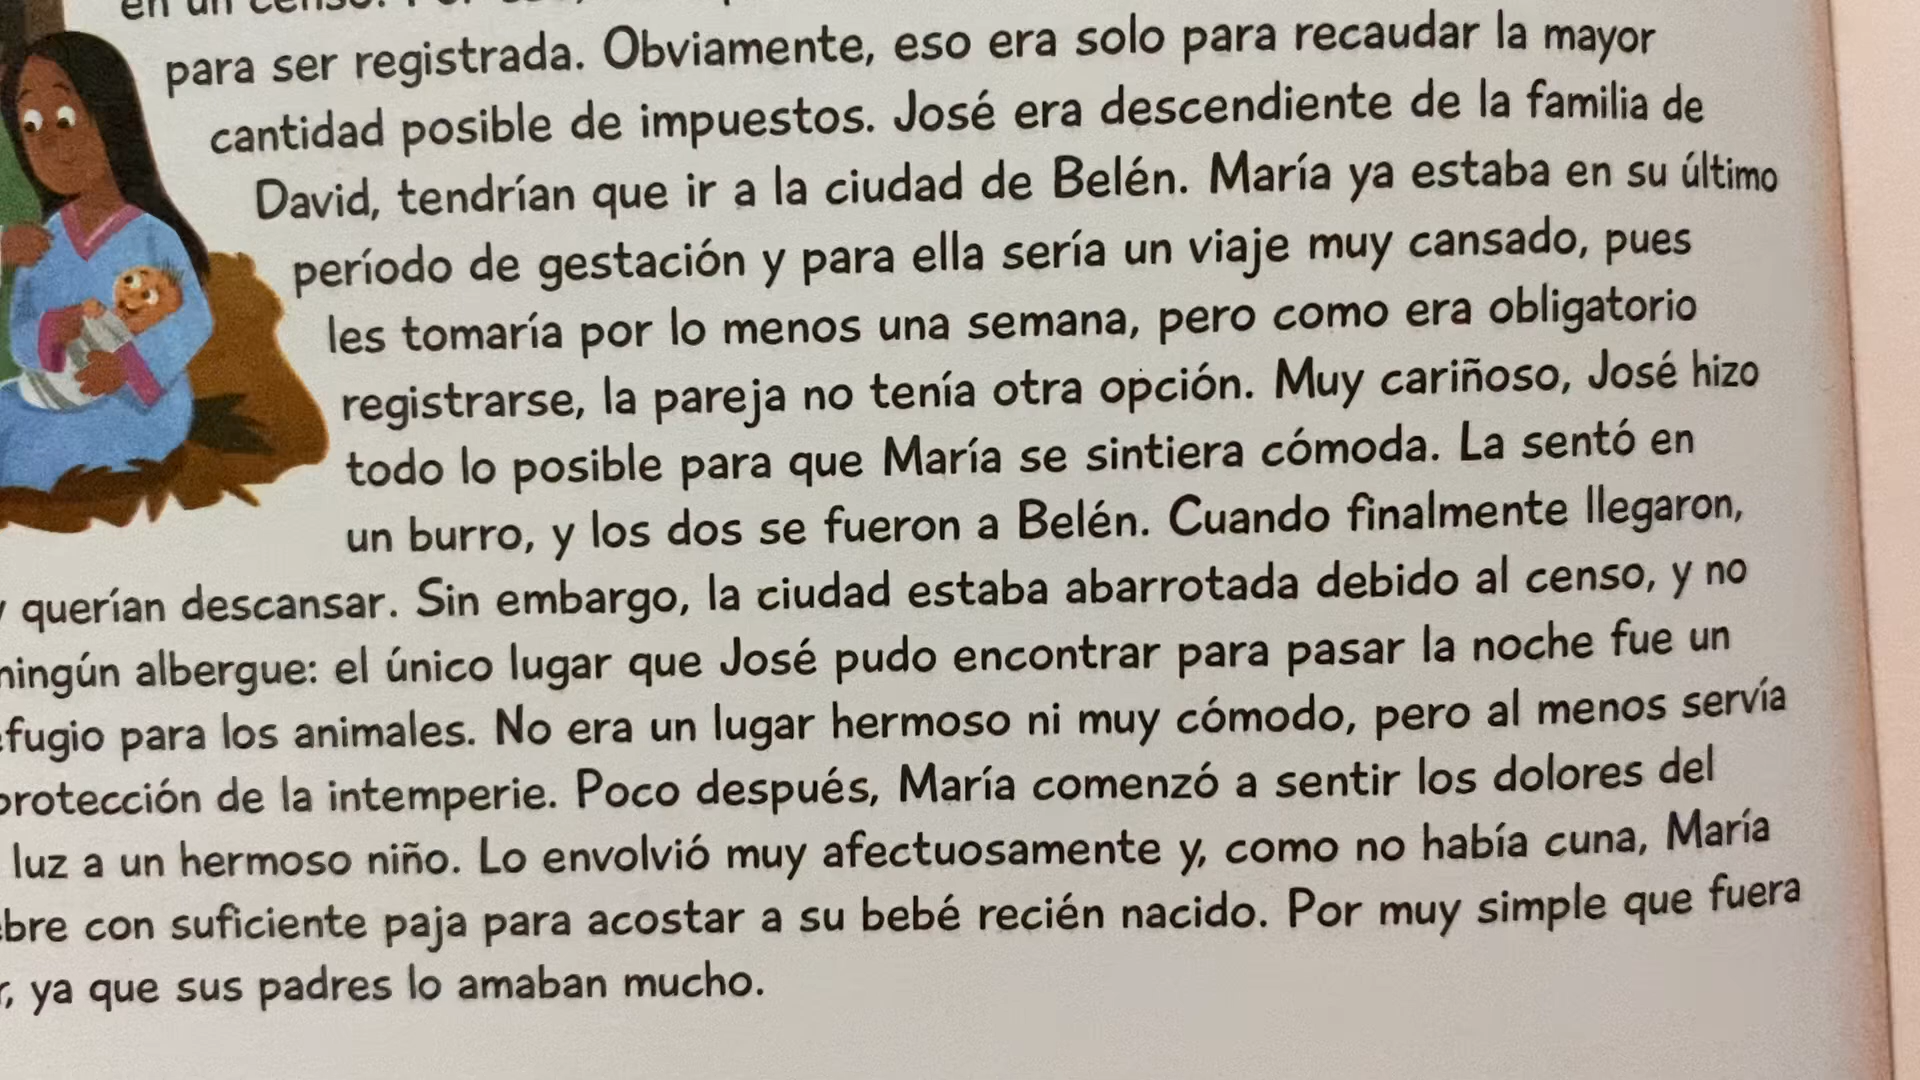 en un censo.
para ser registrada. Obviamente, eso era solo para recaudar la mayor
cantidad posible de impuestos. José era descendiente de la familia de
David, tendrían que ir a la ciudad de Belén. María ya estaba en su último
período de gestación y para ella sería un viaje muy cansado, pues
les tomaría por lo menos una semana, pero como era obligatorio
registrarse, la pareja no tenía otra opción. Muy cariñoso, José hizo
todo lo posible para que María se sintiera cómoda. La sentó en
un burro, y los dos se fueron a Belén. Cuando finalmente llegaron,
y querían descansar. Sin embargo, la ciudad estaba abarrotada debido al censo, y no
ningún albergue: el único lugar que José pudo encontrar para pasar la noche fue un
efugio para los animales. No era un lugar hermoso ni muy cómodo, pero al menos servía
protección de la intemperie. Poco después, María comenzó a sentir los dolores del
luz a un hermoso niño. Lo envolvió muy afectuosamente y, como no había cuna, María
ebre con suficiente paja para acostar a su bebé recién nacido. Por muy simple que fuera
r, ya que sus padres lo amaban mucho.